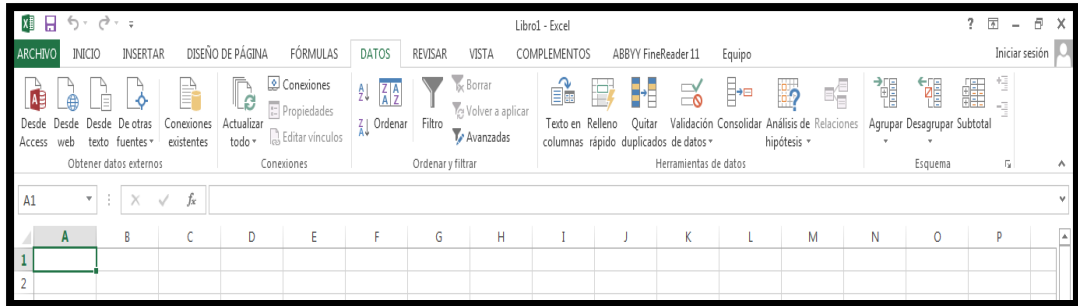 Libro1 - Excel
ARCHIVO INICIO INSERTAR DISEÑO DE PÁGINA FÓRMULAS DATOS REVISAR VISTA COMPLEMENTOS ABBYY FineReader 11 Equipo Iniciar sesión
Desde Access
Desde web
Desde texto
De otras fuentes
Conexiones existentes
Obtener datos externos
Actualizar todo
Conexiones
Propiedades
Editar vínculos
Conexiones
Ordenar
Filtro
Borrar
Volver a aplicar
Avanzadas
Ordenar y filtrar
Texto en columnas
Relleno rápido
Quitar duplicados
Validación de datos
Consolidar
Análisis de hipótesis
Relaciones
Herramientas de datos
Agrupar
Desagrupar
Subtotal
Esquema
A1 fx
A B C D E F G H I J K L M N O P
1
2